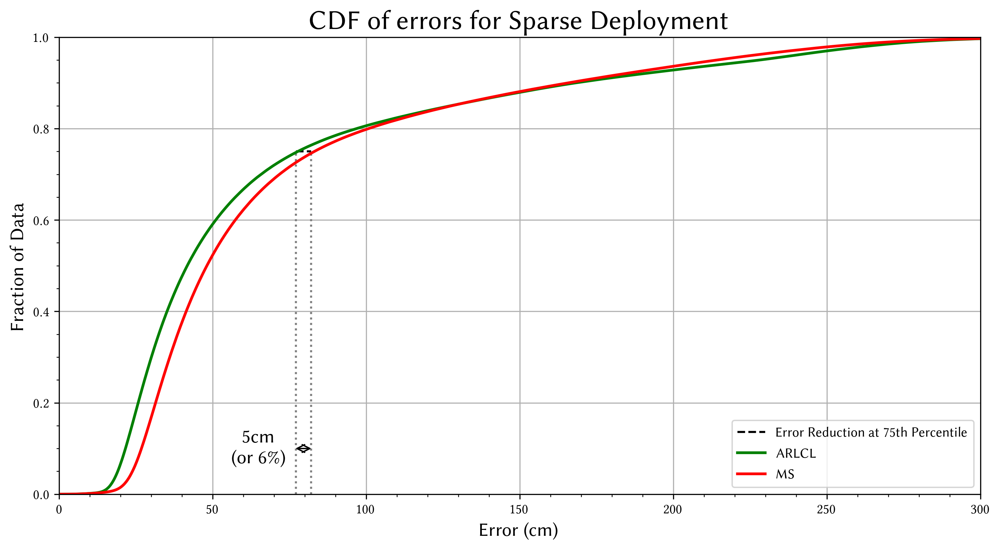 CDF of errors for Sparse Deployment
1.0
0.8
0.6
0.4
0.2
0.0
Fraction of Data
5cm
(or 6%)
Error Reduction at 75th Percentile
ARLCL
MS
0 50 100 150 200 250 300
Error (cm)